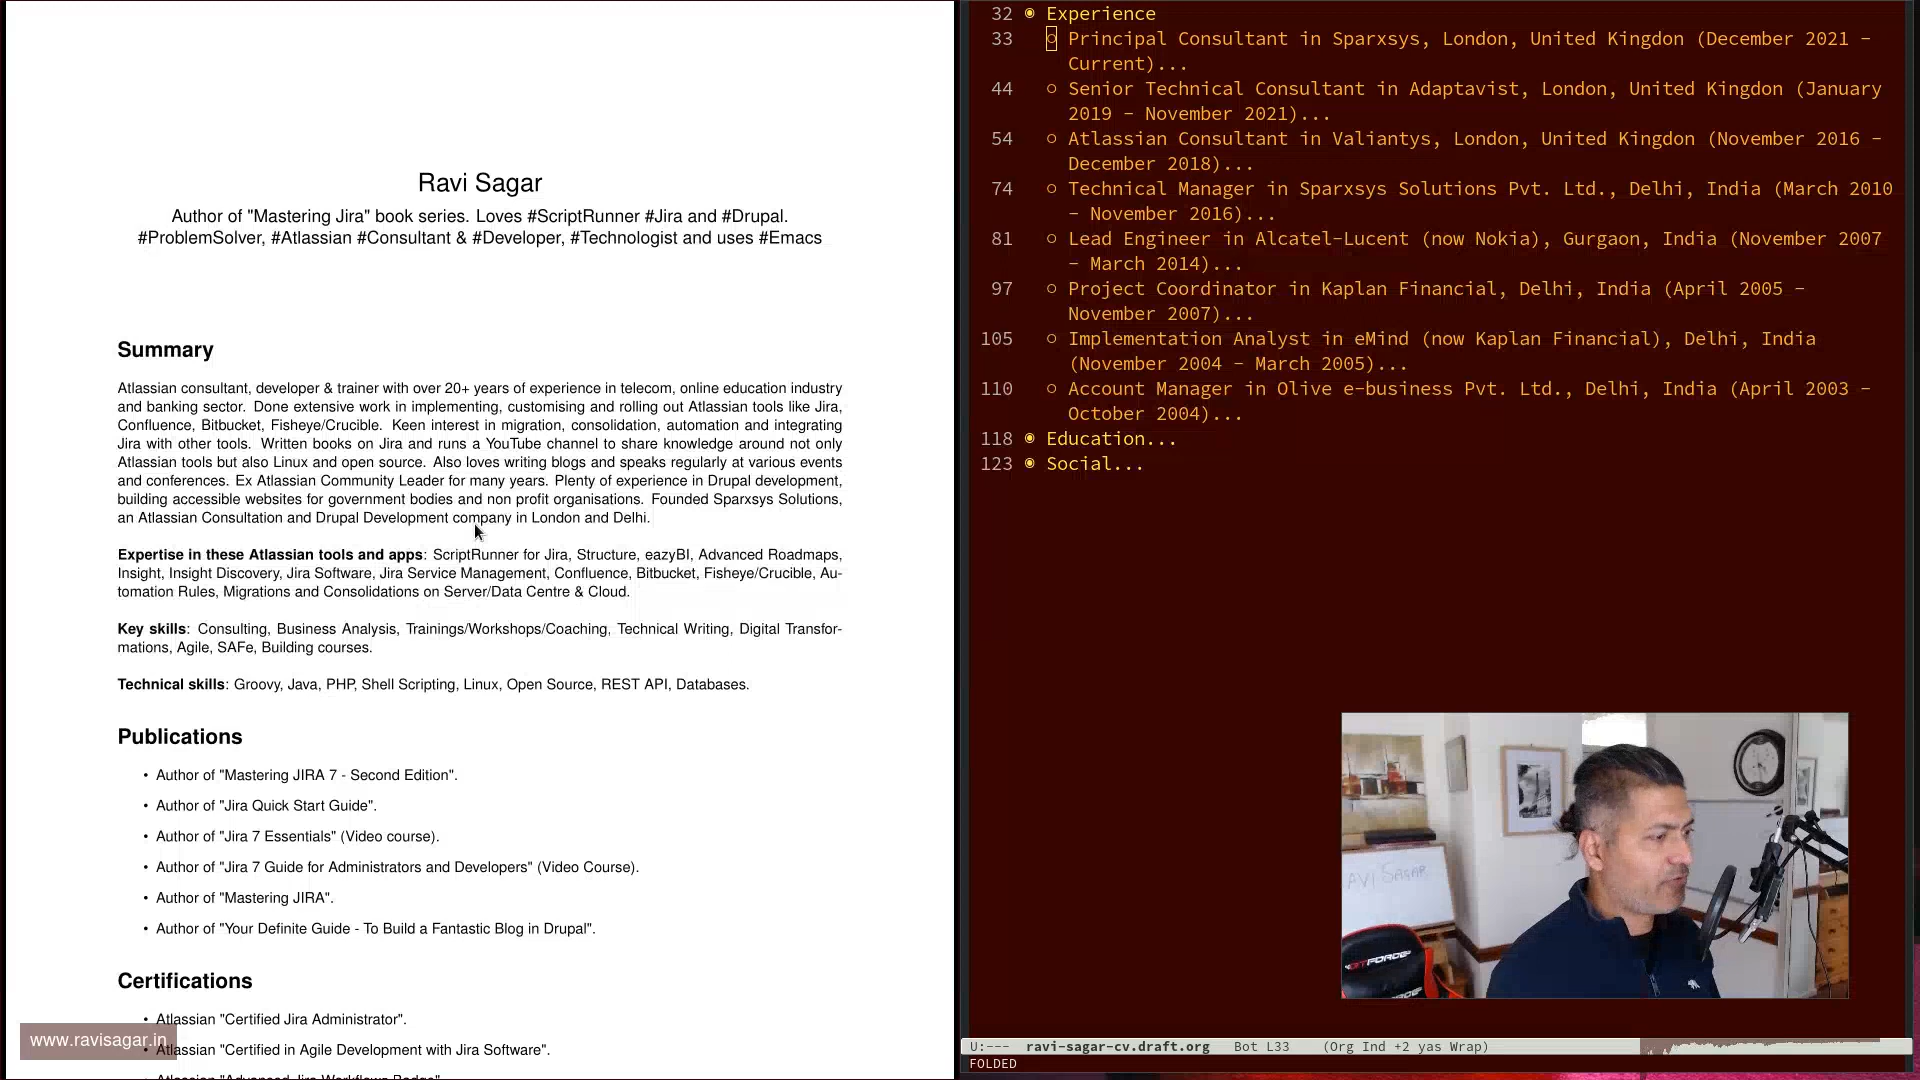 Ravi Sagar
Author of "Mastering Jira" book series. Loves #ScriptRunner #Jira and #Drupal.
#ProblemSolver, #Atlassian #Consultant & #Developer, #Technologist and uses #Emacs
Summary
Atlassian consultant, developer & trainer with over 20+ years of experience in telecom, online education industry
and banking sector. Done extensive work in implementing, customising and rolling out Atlassian tools like Jira,
Confluence, Bitbucket, Fisheye/Crucible. Keen interest in migration, consolidation, automation and integrating
Jira with other tools. Written books on Jira and runs a YouTube channel to share knowledge around not only
Atlassian tools but also Linux and open source. Also loves writing blogs and speaks regularly at various events
and conferences. Ex Atlassian Community Leader for many years. Plenty of experience in Drupal development,
building accessible websites for government bodies and non profit organisations. Founded Sparxsys Solutions,
an Atlassian Consultation and Drupal Development company in London and Delhi.
Expertise in these Atlassian tools and apps: ScriptRunner for Jira, Structure, eazyBI, Advanced Roadmaps,
Insight, Insight Discovery, Jira Software, Jira Service Management, Confluence, Bitbucket, Fisheye/Crucible, Au-
tomation Rules, Migrations and Consolidations on Server/Data Centre & Cloud.
Key skills: Consulting, Business Analysis, Trainings/Workshops/Coaching, Technical Writing, Digital Transfor-
mations, Agile, SAFe, Building courses.
Technical skills: Groovy, Java, PHP, Shell Scripting, Linux, Open Source, REST API, Databases.
Publications
• Author of "Mastering JIRA 7 - Second Edition".
• Author of "Jira Quick Start Guide".
• Author of "Jira 7 Essentials" (Video course).
• Author of "Jira 7 Guide for Administrators and Developers" (Video Course).
• Author of "Mastering JIRA".
• Author of "Your Definite Guide - To Build a Fantastic Blog in Drupal".
Certifications
• Atlassian "Certified Jira Administrator".
• Atlassian "Certified in Agile Development with Jira Software".
• Atlassian "Advanced Jira Workflows Badge"
www.ravisagar.in
32 ◉ Experience
33 ○ Principal Consultant in Sparxsys, London, United Kingdon (December 2021 -
Current)...
44 ○ Senior Technical Consultant in Adaptavist, London, United Kingdon (January
2019 - November 2021)...
54 ○ Atlassian Consultant in Valiantys, London, United Kingdon (November 2016 -
December 2018)...
74 ○ Technical Manager in Sparxsys Solutions Pvt. Ltd., Delhi, India (March 2010
- November 2016)...
81 ○ Lead Engineer in Alcatel-Lucent (now Nokia), Gurgaon, India (November 2007
- March 2014)...
97 ○ Project Coordinator in Kaplan Financial, Delhi, India (April 2005 -
November 2007)...
105 ○ Implementation Analyst in eMind (now Kaplan Financial), Delhi, India
(November 2004 - March 2005)...
110 ○ Account Manager in Olive e-business Pvt. Ltd., Delhi, India (April 2003 -
October 2004)...
118 ◉ Education...
123 ◉ Social...
AVI SAGAR
GTFORCE
U:--- ravi-sagar-cv.draft.org Bot L33 (Org Ind +2 yas Wrap)
FOLDED